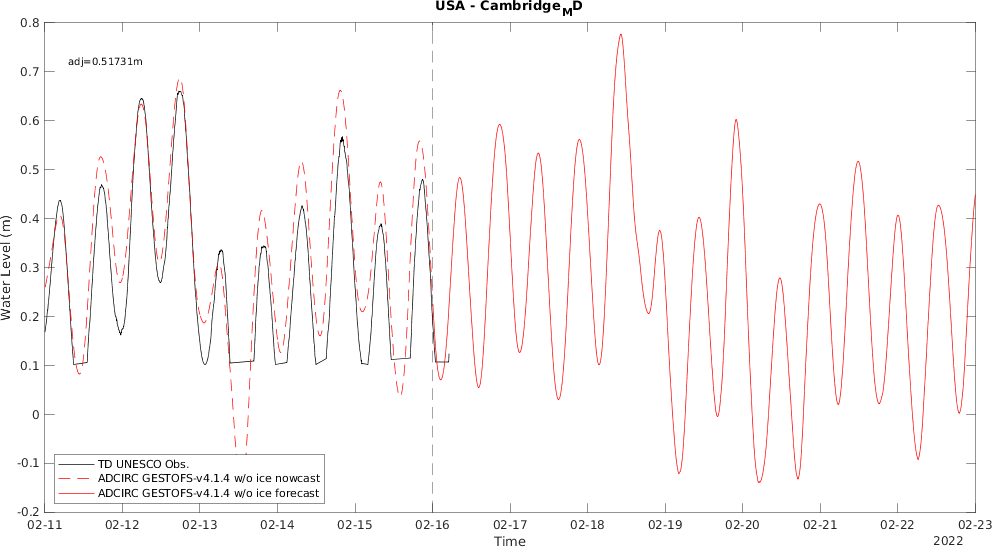 USA - Cambridge_MD
adj=0.51731m
Water Level (m)
0.8
0.7
0.6
0.5
0.4
0.3
0.2
0.1
0
-0.1
-0.2
TD UNESCO Obs.
ADCIRC GESTOFS-v4.1.4 w/o ice nowcast
ADCIRC GESTOFS-v4.1.4 w/o ice forecast
02-11 02-12 02-13 02-14 02-15 02-16 02-17 02-18 02-19 02-20 02-21 02-22 02-23
Time
2022